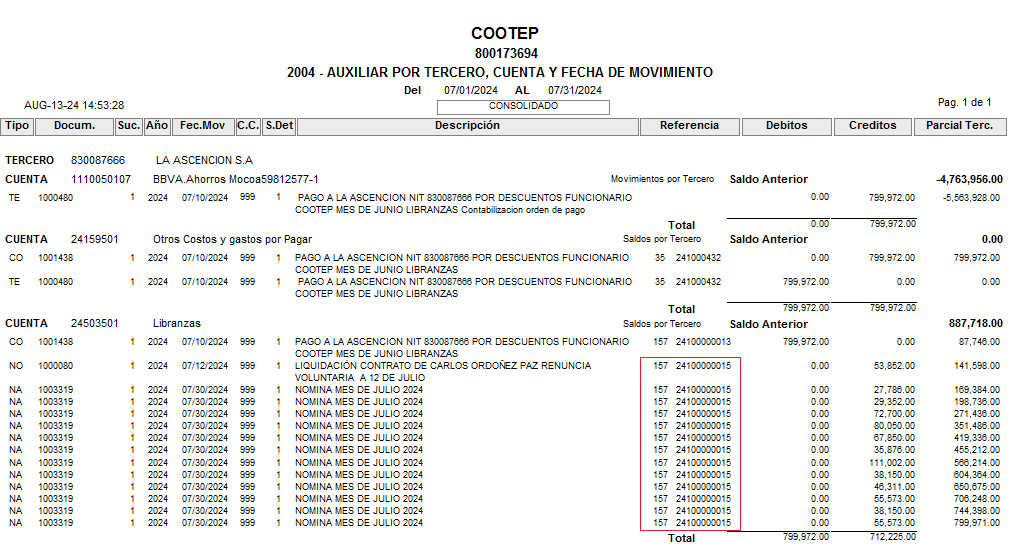 COOTEP
800173694
2004 - AUXILIAR POR TERCERO, CUENTA Y FECHA DE MOVIMIENTO
Del 07/01/2024 AL 07/31/2024
AUG-13-24 14:53:28 CONSOLIDADO Pag. 1 de 1
Tipo Docum. Suc. Año Fec.Mov C.C. S.Det Descripción Referencia Debitos Creditos Parcial Terc.
TERCERO 830087666 LA ASCENCION S.A
CUENTA 1110050107 BBVA.Ahorros Mocoa59812577-1 Movimientos por Tercero Saldo Anterior -4,763,956.00
TE 1000480 1 2024 07/10/2024 999 1 PAGO A LA ASCENCION NIT 830087666 POR DESCUENTOS FUNCIONARIO 0.00 799,972.00 -5,563,928.00
COOTEP MES DE JUNIO LIBRANZAS Contabilizacion orden de pago
Total 0.00 799,972.00
CUENTA 24159501 Otros Costos y gastos por Pagar Saldos por Tercero Saldo Anterior 0.00
CO 1001438 1 2024 07/10/2024 999 1 PAGO A LA ASCENCION NIT 830087666 POR DESCUENTOS FUNCIONARIO 35 241000432 0.00 799,972.00 799,972.00
COOTEP MES DE JUNIO LIBRANZAS
TE 1000480 1 2024 07/10/2024 999 1 PAGO A LA ASCENCION NIT 830087666 POR DESCUENTOS FUNCIONARIO 35 241000432 799,972.00 0.00 0.00
COOTEP MES DE JUNIO LIBRANZAS
Total 799,972.00 799,972.00
CUENTA 24503501 Libranzas Saldos por Tercero Saldo Anterior 887,718.00
CO 1001438 1 2024 07/10/2024 999 1 PAGO A LA ASCENCION NIT 830087666 POR DESCUENTOS FUNCIONARIO 157 24100000013 799,972.00 0.00 87,746.00
COOTEP MES DE JUNIO LIBRANZAS
NO 1000080 1 2024 07/12/2024 999 1 LIQUIDACIÓN CONTRATO DE CARLOS ORDOÑEZ PAZ RENUNCIA 157 24100000015 0.00 53,852.00 141,598.00
VOLUNTARIA A 12 DE JULIO
NA 1003319 1 2024 07/30/2024 999 1 NOMINA MES DE JULIO 2024 157 24100000015 0.00 27,786.00 169,384.00
NA 1003319 1 2024 07/30/2024 999 1 NOMINA MES DE JULIO 2024 157 24100000015 0.00 29,352.00 198,736.00
NA 1003319 1 2024 07/30/2024 999 1 NOMINA MES DE JULIO 2024 157 24100000015 0.00 72,700.00 271,436.00
NA 1003319 1 2024 07/30/2024 999 1 NOMINA MES DE JULIO 2024 157 24100000015 0.00 80,050.00 351,486.00
NA 1003319 1 2024 07/30/2024 999 1 NOMINA MES DE JULIO 2024 157 24100000015 0.00 67,850.00 419,336.00
NA 1003319 1 2024 07/30/2024 999 1 NOMINA MES DE JULIO 2024 157 24100000015 0.00 35,876.00 455,212.00
NA 1003319 1 2024 07/30/2024 999 1 NOMINA MES DE JULIO 2024 157 24100000015 0.00 111,002.00 566,214.00
NA 1003319 1 2024 07/30/2024 999 1 NOMINA MES DE JULIO 2024 157 24100000015 0.00 38,150.00 604,364.00
NA 1003319 1 2024 07/30/2024 999 1 NOMINA MES DE JULIO 2024 157 24100000015 0.00 46,311.00 650,675.00
NA 1003319 1 2024 07/30/2024 999 1 NOMINA MES DE JULIO 2024 157 24100000015 0.00 55,573.00 706,248.00
NA 1003319 1 2024 07/30/2024 999 1 NOMINA MES DE JULIO 2024 157 24100000015 0.00 38,150.00 744,398.00
NA 1003319 1 2024 07/30/2024 999 1 NOMINA MES DE JULIO 2024 157 24100000015 0.00 55,573.00 799,971.00
Total 799,972.00 712,225.00